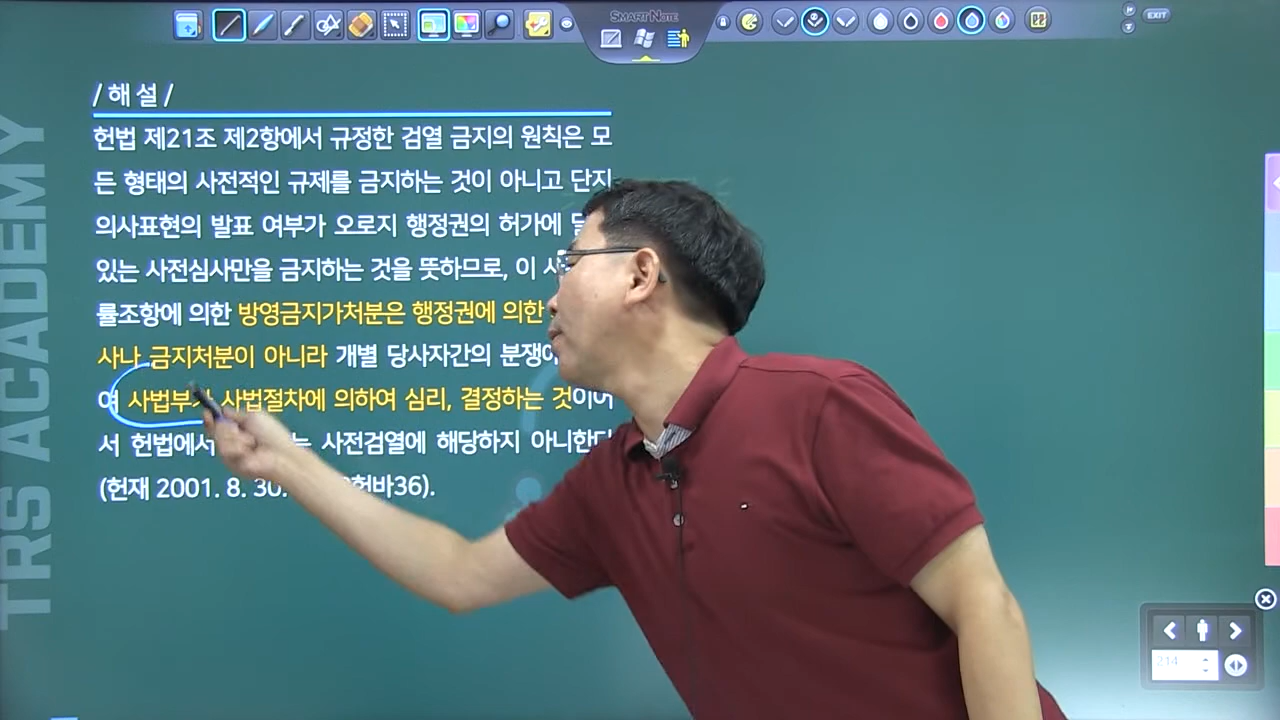 SMARTNOTE
EXIT
/ 해 설 /
헌법 제21조 제2항에서 규정한 검열 금지의 원칙은 모
든 형태의 사전적인 규제를 금지하는 것이 아니고 단지
의사표현의 발표 여부가 오로지 행정권의 허가에
있는 사전심사만을 금지하는 것을 뜻하므로, 이
률조항에 의한 방영금지가처분은 행정권에 의한
사나 금지처분이 아니라 개별 당사자간의
여 사법부가 사법절차에 의하여 심리, 결정하는 것이어
서 헌법에서 사전검열에 해당하지 아니한다
(헌재 2001. 8. 30. 헌바36).
TRS ACADEMY
214